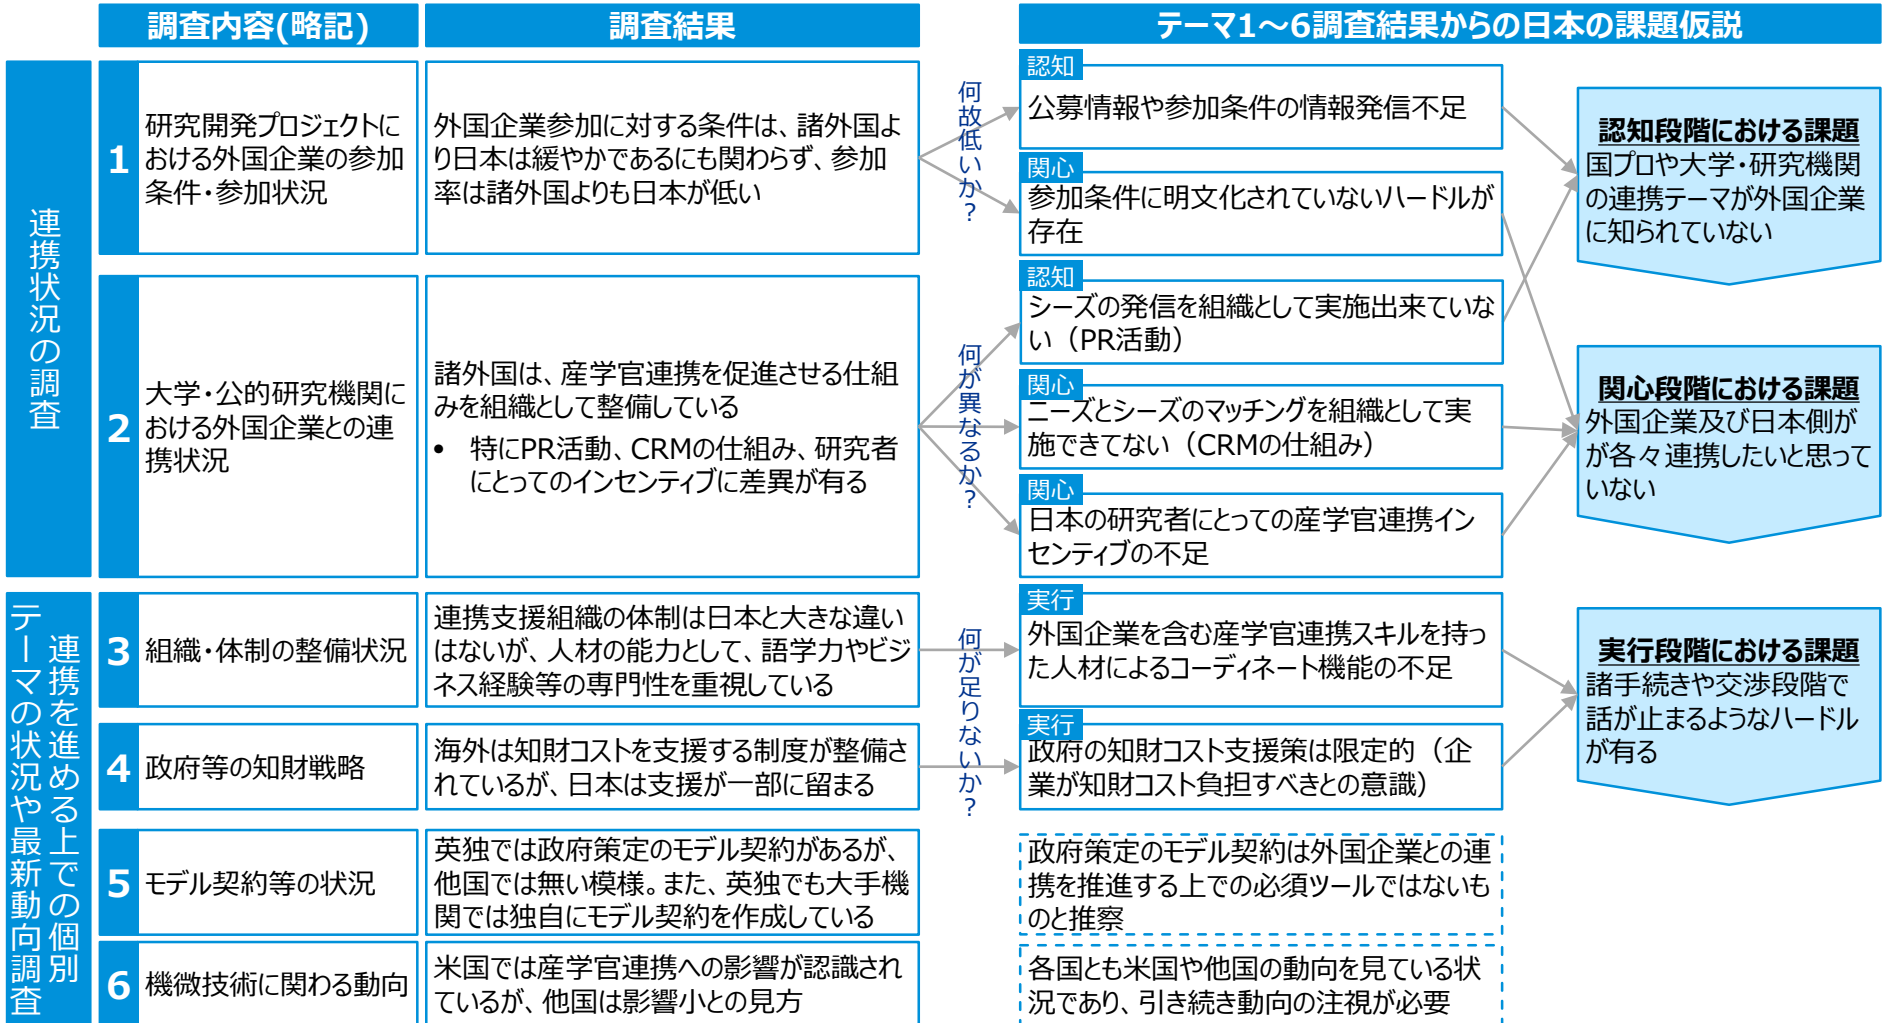 調査内容(略記)
調査結果
テーマ1～6調査結果からの日本の課題仮説
連携状況の調査
1
研究開発プロジェクトに
おける外国企業の参加
条件・参加状況
外国企業参加に対する条件は、諸外国よ
り日本は緩やかであるにも関わらず、参加
率は諸外国よりも日本が低い
何故低いか?
認知
公募情報や参加条件の情報発信不足
関心
参加条件に明文化されていないハードルが
存在
認知段階における課題
国プロや大学・研究機関
の連携テーマが外国企業
に知られていない
2
大学・公的研究機関に
おける外国企業との連
携状況
諸外国は、産学官連携を促進させる仕組
みを組織として整備している
• 特にPR活動、CRMの仕組み、研究者
にとってのインセンティブに差異が有る
何が異なるか?
認知
シーズの発信を組織として実施出来ていな
い（PR活動）
関心
ニーズとシーズのマッチングを組織として実
施できてない（CRMの仕組み）
関心
日本の研究者にとっての産学官連携イン
センティブの不足
関心段階における課題
外国企業及び日本側が
が各々連携したいと思って
いない
連携を進める上での個別
テーマの状況や最新動向調査
3
組織・体制の整備状況
連携支援組織の体制は日本と大きな違い
はないが、人材の能力として、語学力やビジ
ネス経験等の専門性を重視している
何が足りないか?
実行
外国企業を含む産学官連携スキルを持っ
た人材によるコーディネート機能の不足
実行段階における課題
諸手続きや交渉段階で
話が止まるようなハードル
が有る
4
政府等の知財戦略
海外は知財コストを支援する制度が整備さ
れているが、日本は支援が一部に留まる
実行
政府の知財コスト支援策は限定的（企
業が知財コスト負担すべきとの意識）
5
モデル契約等の状況
英独では政府策定のモデル契約があるが、
他国では無い模様。また、英独でも大手機
関では独自にモデル契約を作成している
政府策定のモデル契約は外国企業との連
携を推進する上での必須ツールではないも
のと推察
6
機微技術に関わる動向
米国では産学官連携への影響が認識され
ているが、他国は影響小との見方
各国とも米国や他国の動向を見ている状
況であり、引き続き動向の注視が必要